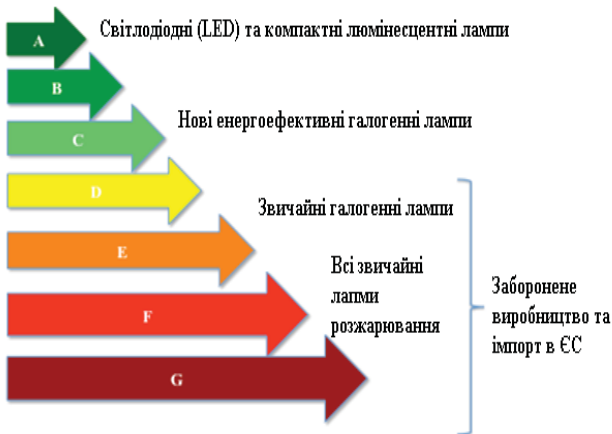 A
Світлодіодні (LED) та компактні люмінесцентні лампи
B
Нові енергоефективні галогенні лампи
C
D
Звичайні галогенні лампи
E
Всі звичайні
лапми
розжарювання
F
G
Заборонене
виробництво та
імпорт в ЄС